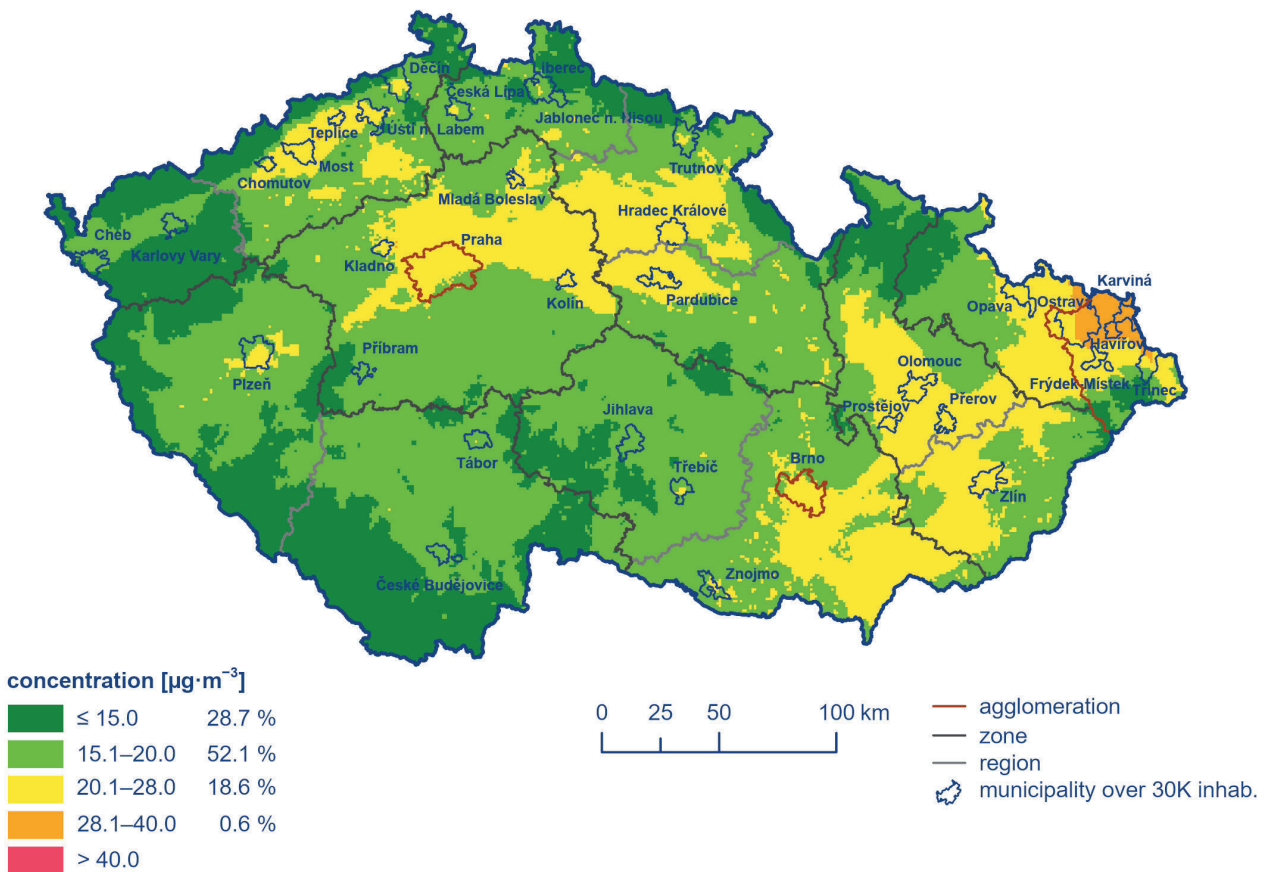 Děčín
Liberec
Česká Lípa
Jablonec n. Nisou
Teplice
Ústí n. Labem
Most
Chomutov
Trutnov
Mladá Boleslav
Hradec Králové
Cheb
Karlovy Vary
Praha
Kladno
Kolín
Pardubice
Karviná
Opava
Ostrava
Havířov
Příbram
Plzeň
Olomouc
Frýdek Místek
Třinec
Prostějov
Přerov
Jihlava
Tábor
Třebíč
Brno
Zlín
České Budějovice
Znojmo
concentration [µg·m⁻³]
≤ 15.0 28.7 %
15.1–20.0 52.1 %
20.1–28.0 18.6 %
28.1–40.0 0.6 %
> 40.0
0 25 50 100 km
agglomeration
zone
region
municipality over 30K inhab.